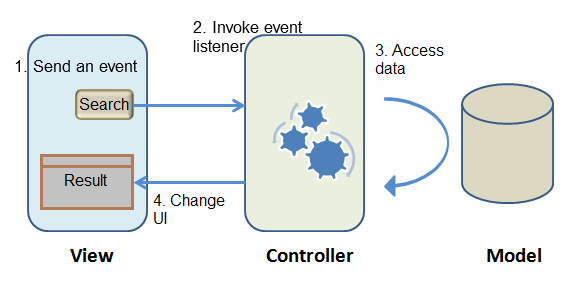 2. Invoke event
listener
3. Access
data
1. Send an event
Search
Result
4. Change
UI
View
Controller
Model